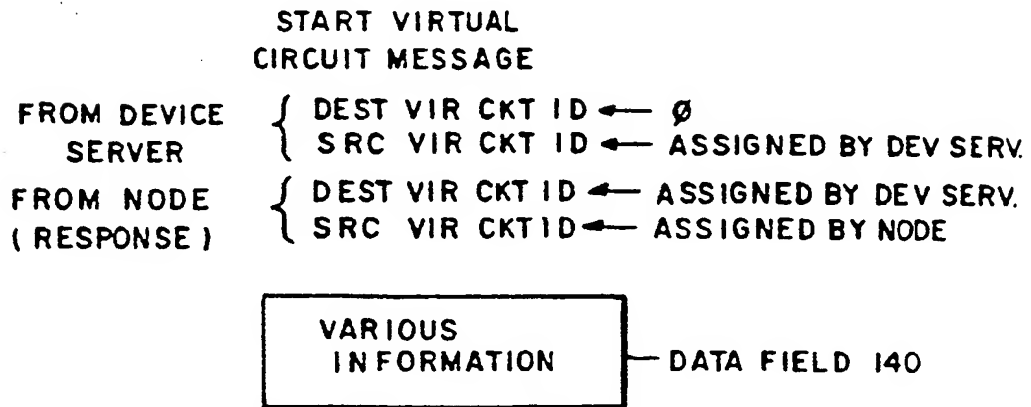 START VIRTUAL
CIRCUIT MESSAGE
FROM DEVICE SERVER { DEST VIR CKT ID ← ø
SRC VIR CKT ID ← ASSIGNED BY DEV SERV.
FROM NODE (RESPONSE) { DEST VIR CKT ID ← ASSIGNED BY DEV SERV.
SRC VIR CKT ID ← ASSIGNED BY NODE
VARIOUS
INFORMATION — DATA FIELD 140